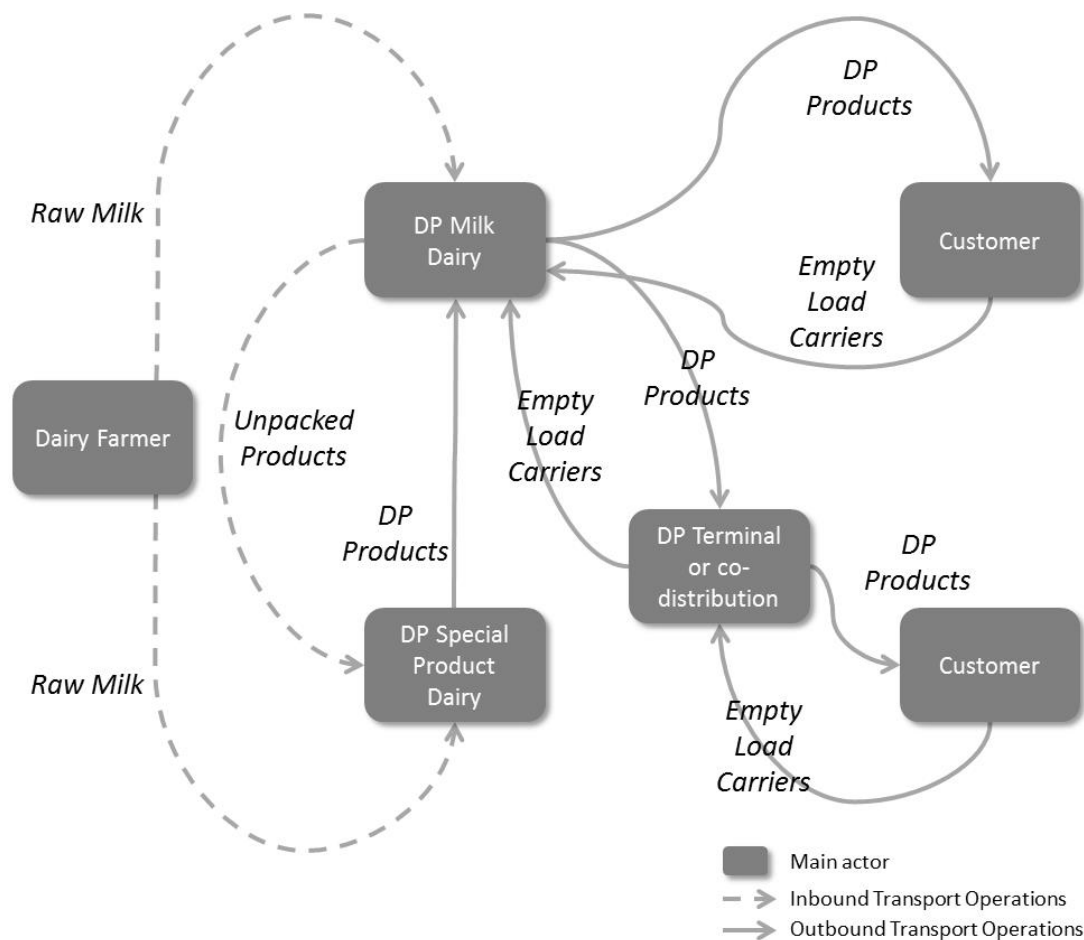 DP
Products
Raw Milk
DP Milk
Dairy
Customer
Empty
Load
Carriers
DP
Products
Dairy Farmer
Unpacked
Products
Empty
Load
Carriers
DP
Products
DP Terminal
or co-
distribution
DP
Products
DP Special
Product
Dairy
Customer
Raw Milk
Empty
Load
Carriers
Main actor
Inbound Transport Operations
Outbound Transport Operations